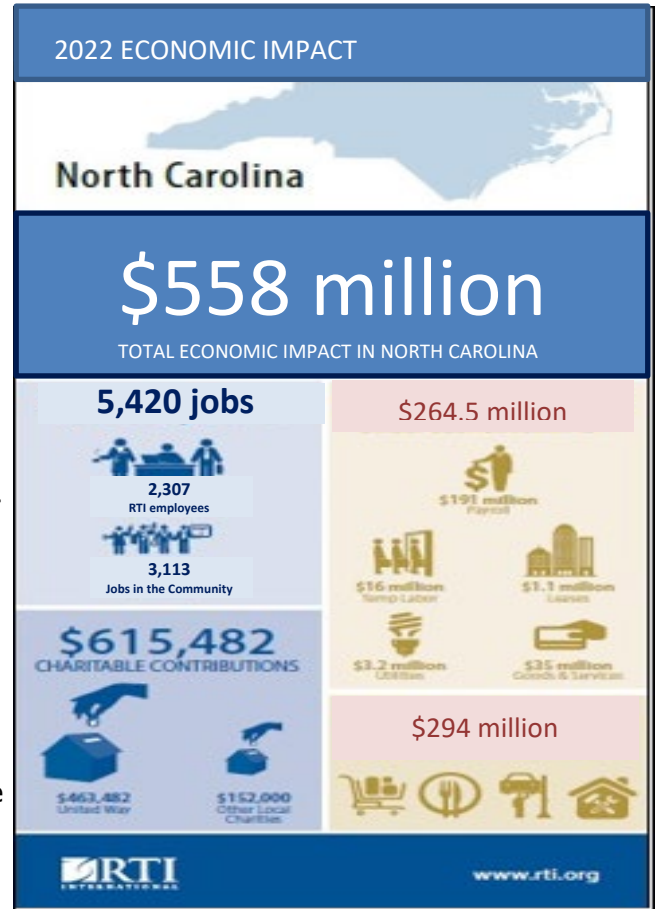 2022 ECONOMIC IMPACT
North Carolina
$558 million
TOTAL ECONOMIC IMPACT IN NORTH CAROLINA
5,420 jobs
2,307
RTI employees
3,113
Jobs in the Community
$615,482
CHARITABLE CONTRIBUTIONS
$463,482
United Way
$152,000
Other Local
Charities
$264.5 million
$191 million
Payroll
$16 million
Temp Labor
$1.1 million
Leases
$3.2 million
Utilities
$35 million
Goods & Services
$294 million
RTI
INTERNATIONAL
www.rti.org
e